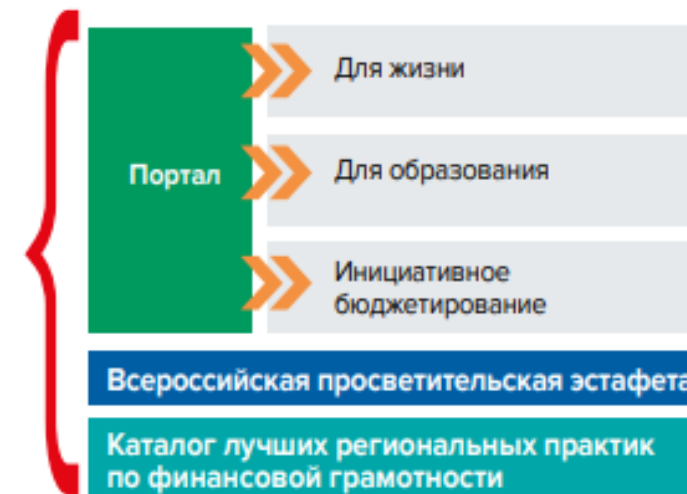 Портал
Для жизни
Для образования
Инициативное
бюджетирование
Всероссийская просветительская эстафета
Каталог лучших региональных практик
по финансовой грамотности